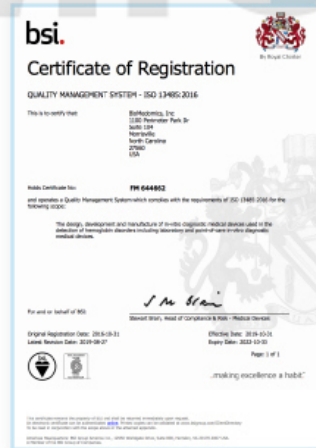 bsi.
By Royal Charter
Certificate of Registration
QUALITY MANAGEMENT SYSTEM - ISO 13485:2016
This is to certify that:
BioMedomics, Inc
1100 Perimeter Park Dr
Suite 104
Morrisville
North Carolina
27560
USA
Holds Certificate No:
FM 644862
and operates a Quality Management System which complies with the requirements of ISO 13485:2016 for the
following scope:
The design, development and manufacture of in-vitro diagnostic medical devices used in the
detection of hemoglobin disorders including laboratory and point-of-care in-vitro diagnostic
medical devices.
For and on behalf of BSI:
Stewart Brain, Head of Compliance & Risk - Medical Devices
Original Registration Date: 2016-10-31
Latest Revision Date: 2019-08-27
Effective Date: 2019-10-31
Expiry Date: 2022-10-30
Page: 1 of 1
...making excellence a habit.